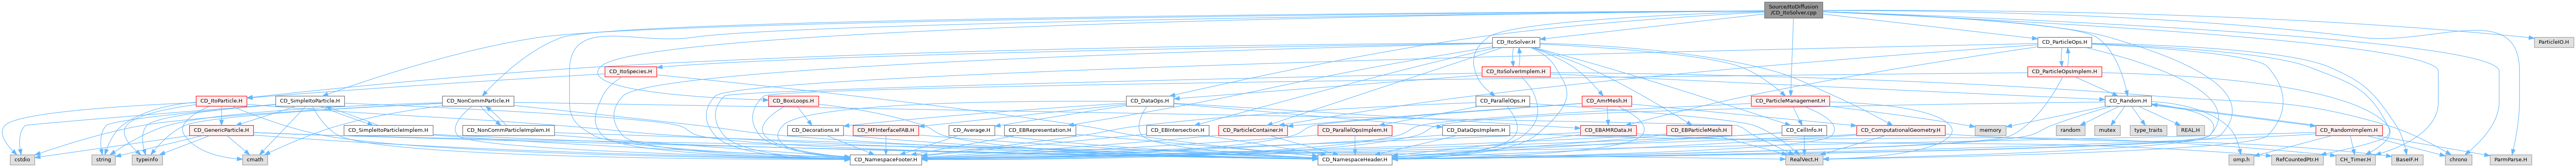 Source/ItoDiffusion
/CD_ItoSolver.cpp
CD_ItoSolver.H
CD_ParticleOps.H
ParticleIO.H
CD_ItoSpecies.H
CD_ItoSolverImplem.H
CD_ParticleOpsImplem.H
CD_ItoParticle.H
CD_SimpleItoParticle.H
CD_NonCommParticle.H
CD_BoxLoops.H
CD_DataOps.H
CD_ParallelOps.H
CD_AmrMesh.H
CD_ParticleManagement.H
CD_Random.H
CD_GenericParticle.H
CD_SimpleItoParticleImplem.H
CD_NonCommParticleImplem.H
CD_Decorations.H
CD_MFInterfaceFAB.H
CD_Average.H
CD_EBRepresentation.H
CD_EBIntersection.H
CD_ParticleContainer.H
CD_ParallelOpsImplem.H
CD_DataOpsImplem.H
CD_EBAMRData.H
CD_EBParticleMesh.H
CD_CellInfo.H
CD_ComputationalGeometry.H
memory
random
mutex
type_traits
REAL.H
CD_RandomImplem.H
cstdio
string
typeinfo
cmath
CD_NamespaceFooter.H
CD_NamespaceHeader.H
RealVect.H
omp.h
RefCountedPtr.H
CH_Timer.H
BaseIF.H
chrono
ParmParse.H